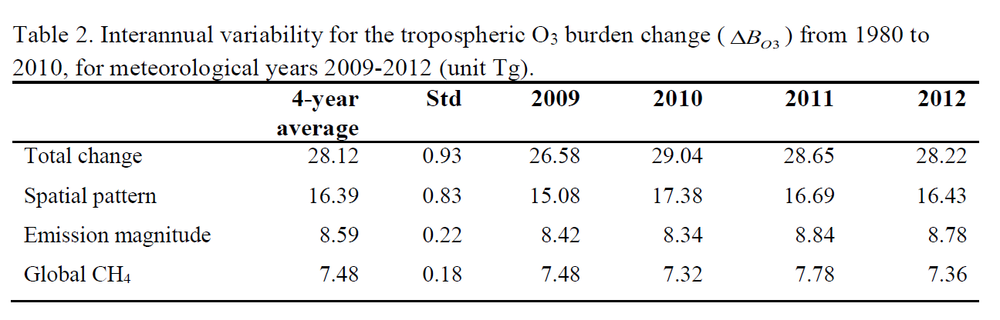 Table 2. Interannual variability for the tropospheric O3 burden change ( ΔBO3 ) from 1980 to
2010, for meteorological years 2009-2012 (unit Tg).
4-year average Std 2009 2010 2011 2012
Total change 28.12 0.93 26.58 29.04 28.65 28.22
Spatial pattern 16.39 0.83 15.08 17.38 16.69 16.43
Emission magnitude 8.59 0.22 8.42 8.34 8.84 8.78
Global CH4 7.48 0.18 7.48 7.32 7.78 7.36